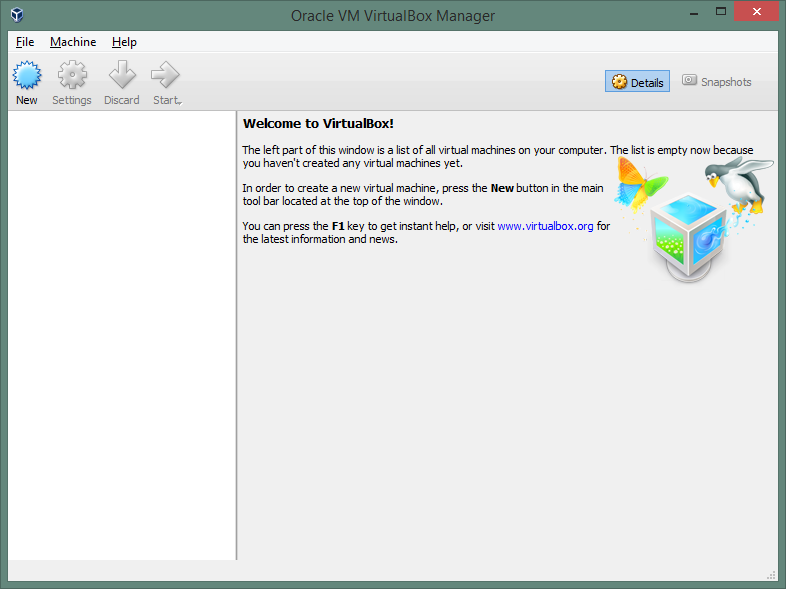 Oracle VM VirtualBox Manager
File Machine Help
New Settings Discard Start
Details Snapshots
Welcome to VirtualBox!
The left part of this window is a list of all virtual machines on your computer. The list is empty now because
you haven't created any virtual machines yet.
In order to create a new virtual machine, press the New button in the main
tool bar located at the top of the window.
You can press the F1 key to get instant help, or visit www.virtualbox.org for
the latest information and news.